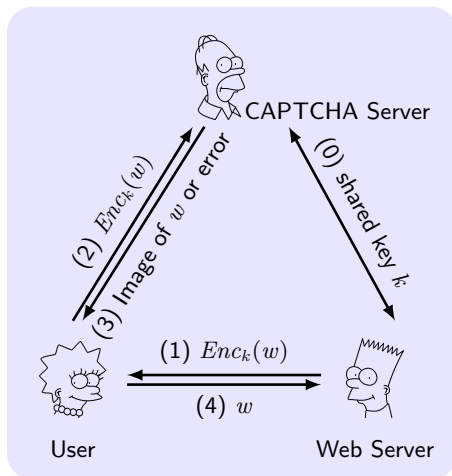 CAPTCHA Server
(0) shared key k
(2) Enc_k(w)
(3) Image of w or error
(1) Enc_k(w)
(4) w
User
Web Server